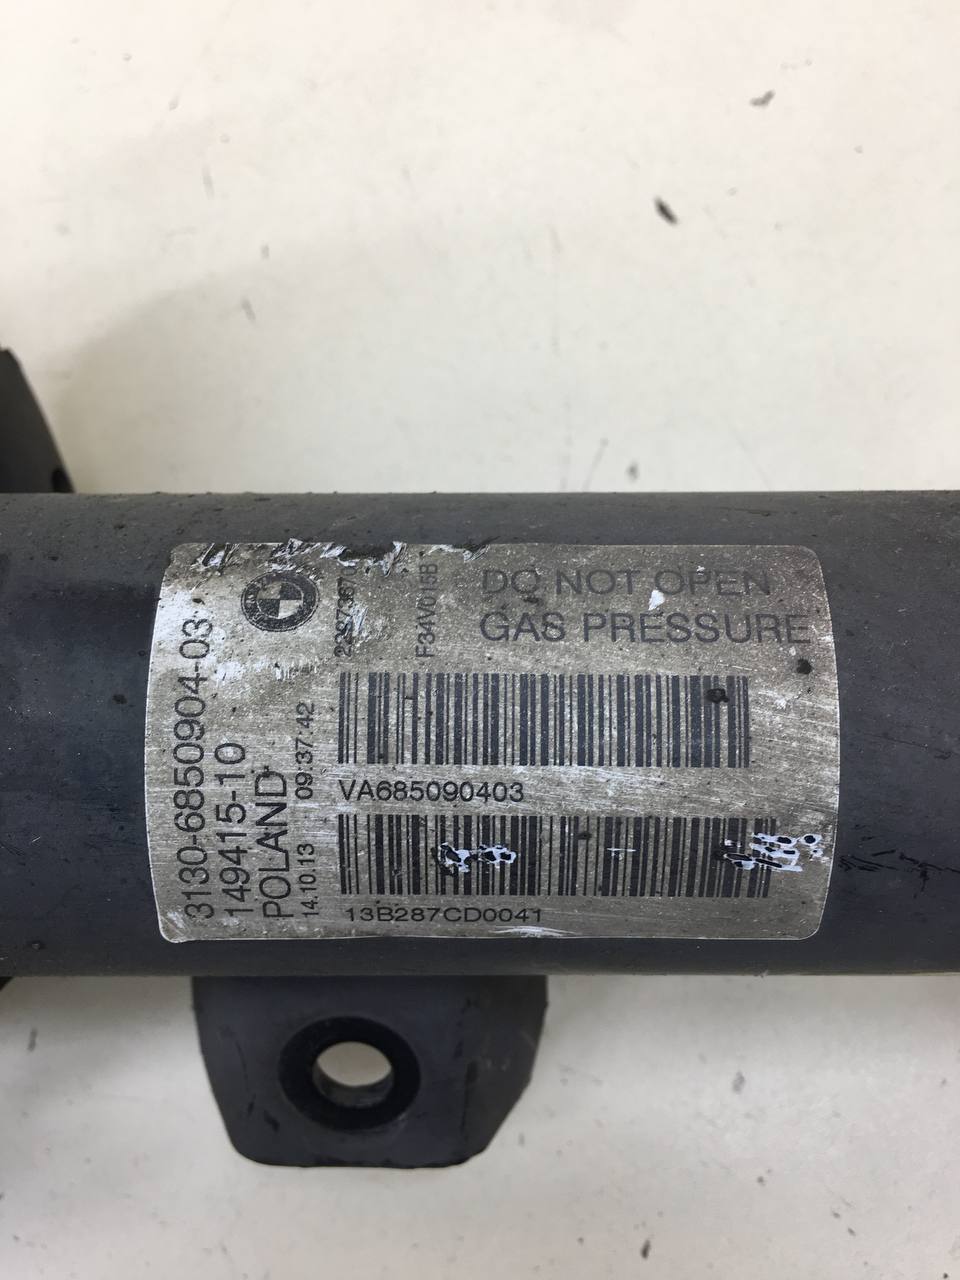 3130-6850904-03
149415-10
POLAND
14.10.13 09:37:42
DO NOT OPEN
GAS PRESSURE
VA685090403
13B287CD0041